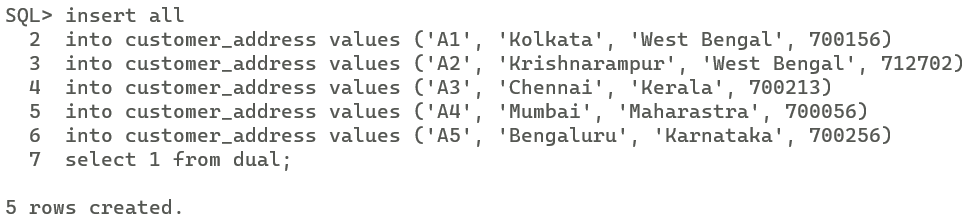 SQL> insert all
  2  into customer_address values ('A1', 'Kolkata', 'West Bengal', 700156)
  3  into customer_address values ('A2', 'Krishnarampur', 'West Bengal', 712702)
  4  into customer_address values ('A3', 'Chennai', 'Kerala', 700213)
  5  into customer_address values ('A4', 'Mumbai', 'Maharastra', 700056)
  6  into customer_address values ('A5', 'Bengaluru', 'Karnataka', 700256)
  7  select 1 from dual;

5 rows created.